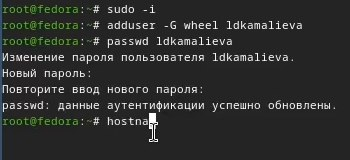 root@fedora:~# sudo -i
root@fedora:~# adduser -G wheel ldkamalieva
root@fedora:~# passwd ldkamalieva
Изменение пароля пользователя ldkamalieva.
Новый пароль:
Повторите ввод нового пароля:
passwd: данные аутентификации успешно обновлены.
root@fedora:~# hostna